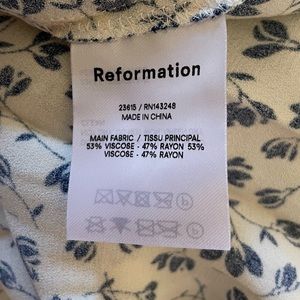 Reformation
23615 / RN143248
MADE IN CHINA
MAIN FABRIC / TISSU PRINCIPAL
53% VISCOSE - 47% RAYON 53%
VISCOSE - 47% RAYON